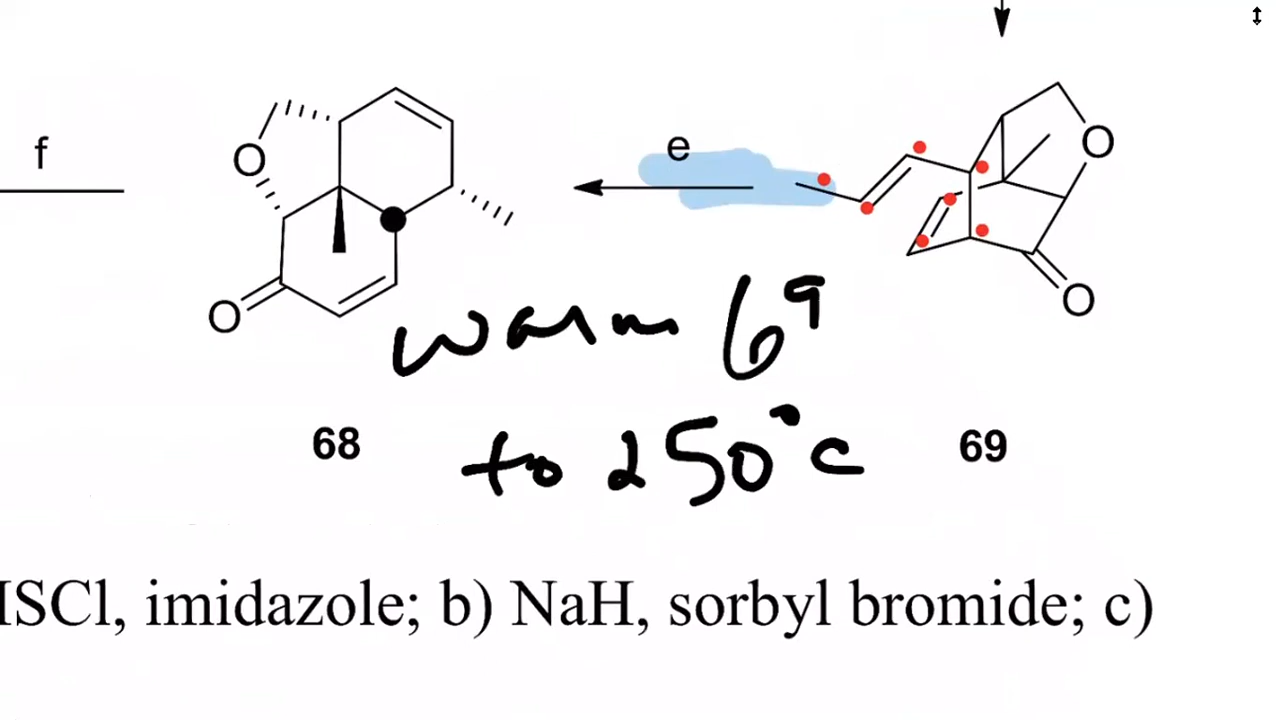 f
e
O
O
O
O
warm 69
to 250°C
68
69
ISCl, imidazole; b) NaH, sorbyl bromide; c)